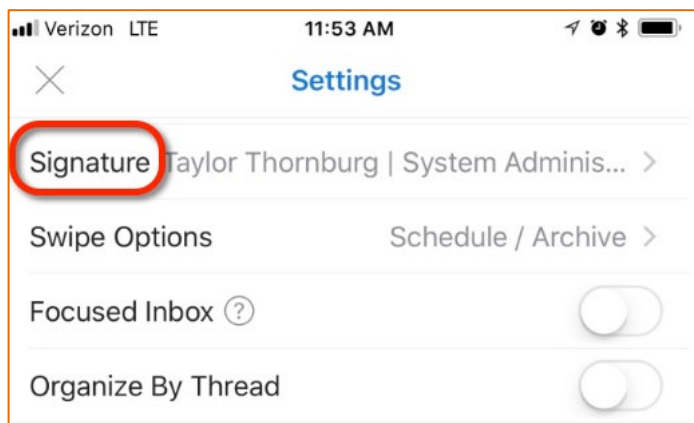 Verizon LTE 11:53 AM
Settings
Signature Taylor Thornburg | System Adminis... >
Swipe Options Schedule / Archive >
Focused Inbox ?
Organize By Thread